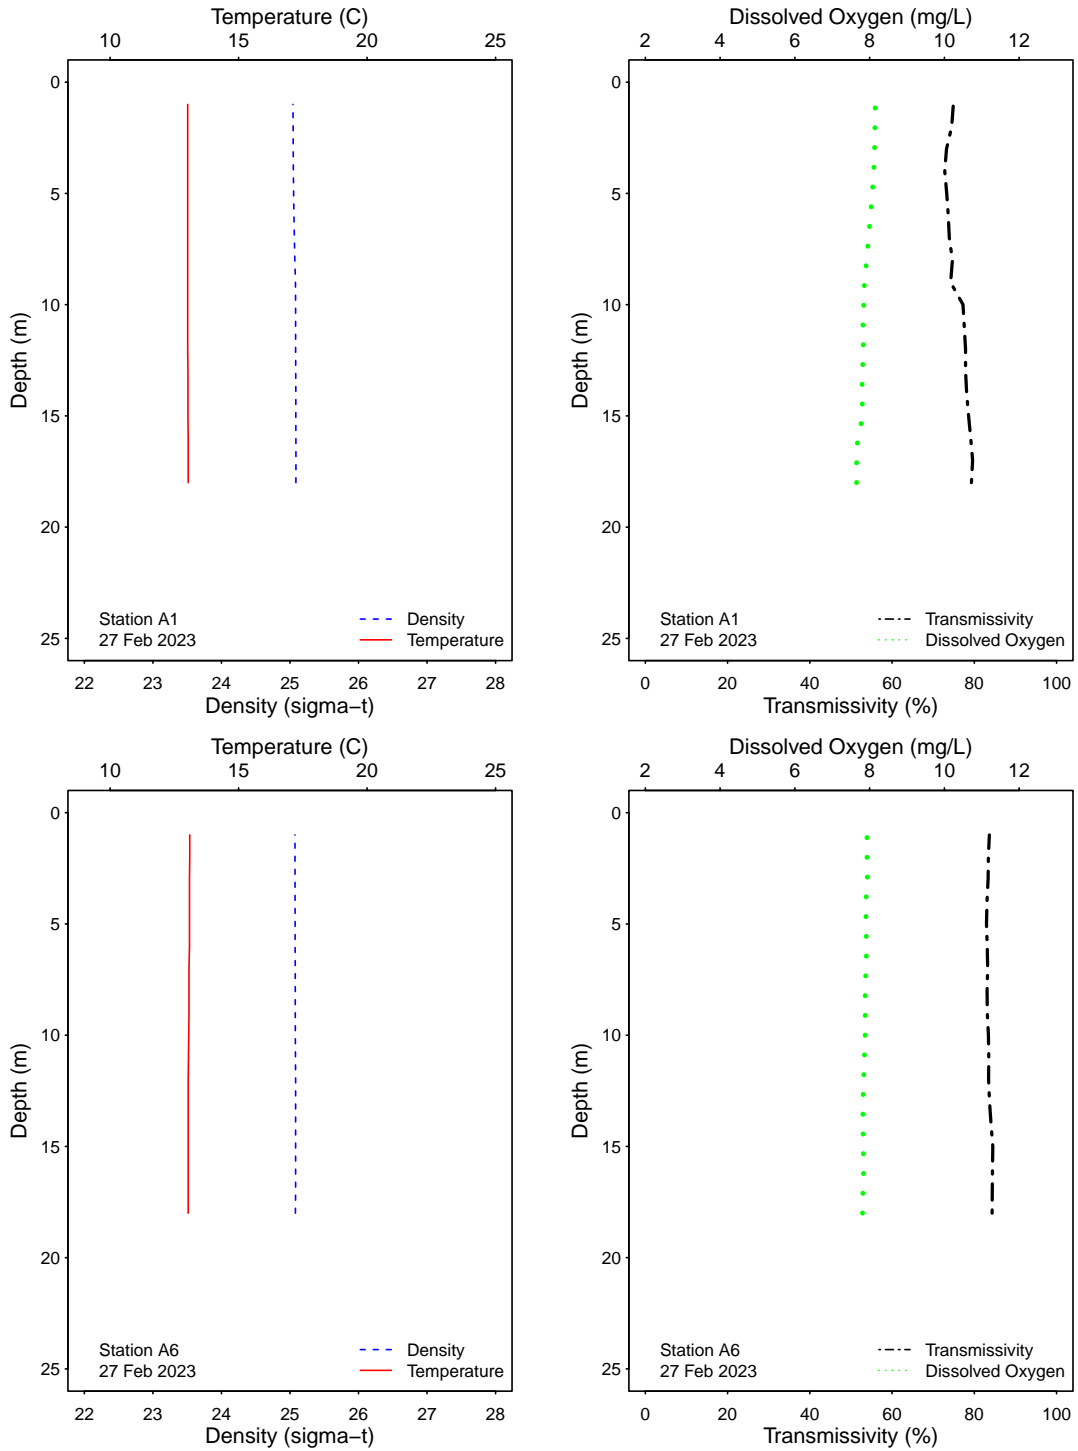 Temperature (C)
10 15 20 25
0
5
10
15
20
25
Depth (m)
Station A1
27 Feb 2023
Density
Temperature
22 23 24 25 26 27 28
Density (sigma−t)
Dissolved Oxygen (mg/L)
2 4 6 8 10 12
0
5
10
15
20
25
Depth (m)
Station A1
27 Feb 2023
Transmissivity
Dissolved Oxygen
0 20 40 60 80 100
Transmissivity (%)
Temperature (C)
10 15 20 25
0
5
10
15
20
25
Depth (m)
Station A6
27 Feb 2023
Density
Temperature
22 23 24 25 26 27 28
Density (sigma−t)
Dissolved Oxygen (mg/L)
2 4 6 8 10 12
0
5
10
15
20
25
Depth (m)
Station A6
27 Feb 2023
Transmissivity
Dissolved Oxygen
0 20 40 60 80 100
Transmissivity (%)